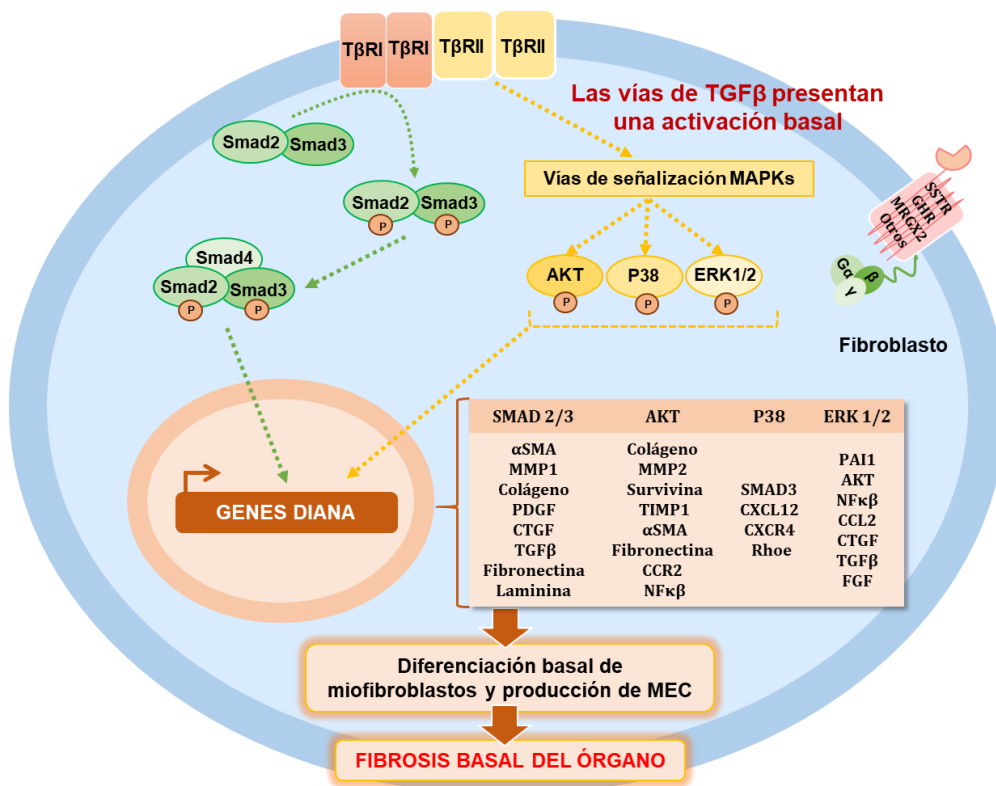 TβRI
TβRI
TβRII
TβRII
Las vías de TGFβ presentan
una activación basal
Smad2
Smad3
Smad2
Smad3
P
P
Smad4
Smad2
Smad3
P
P
Vías de señalización MAPKs
AKT
P38
ERK1/2
P
P
P
SSTR
GHR
MRGX2
Otros
Gα
β
γ
Fibroblasto
GENES DIANA
SMAD 2/3
αSMA
MMP1
Colágeno
PDGF
CTGF
TGFβ
Fibronectina
Laminina
AKT
Colágeno
MMP2
Survivina
TIMP1
αSMA
Fibronectina
CCR2
NFκβ
P38
SMAD3
CXCL12
CXCR4
Rhoe
ERK 1/2
PAI1
AKT
NFκβ
CCL2
CTGF
TGFβ
FGF
Diferenciación basal de
miofibroblastos y producción de MEC
FIBROSIS BASAL DEL ÓRGANO